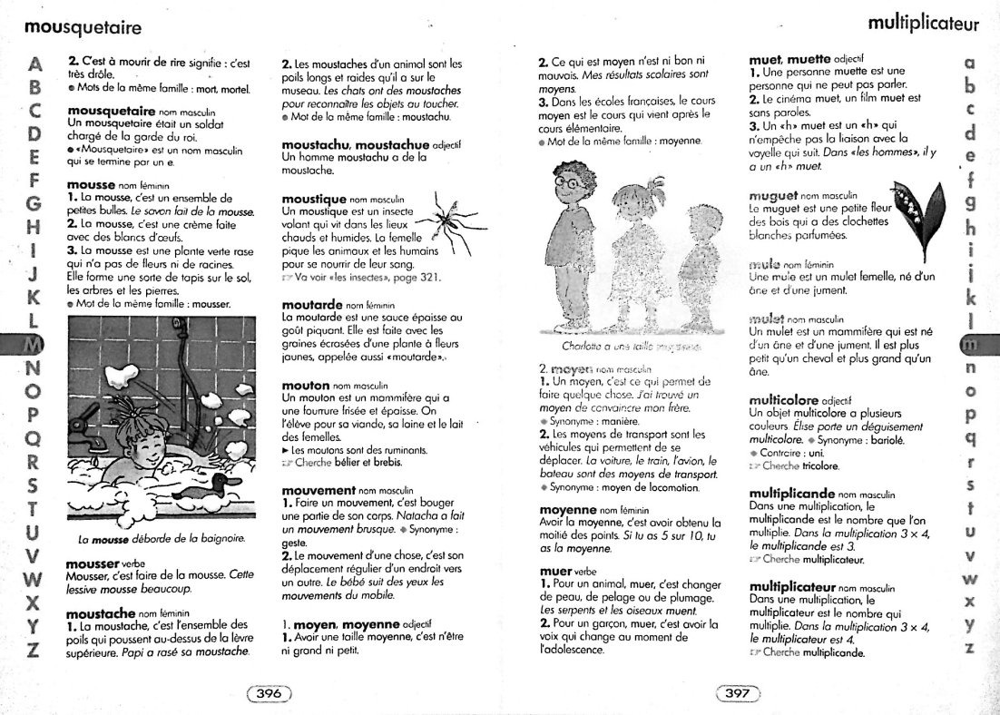 mousquetaire
A
B
C
D
E
F
G
H
I
J
K
L
M
N
O
P
Q
R
S
T
U
V
W
X
Y
Z
2. C'est à mourir de rire signifie : c'est
très drôle.
● Mots de la même famille : mort, mortel.
mousquetaire nom masculin
Un mousquetaire était un soldat
chargé de la garde du roi.
● «Mousquetaire» est un nom masculin
qui se termine par un e.
mousse nom féminin
1. La mousse, c'est un ensemble de
petites bulles. Le savon fait de la mousse.
2. La mousse, c'est une crème faite
avec des blancs d'œufs.
3. La mousse est une plante verte rase
qui n'a pas de fleurs ni de racines.
Elle forme une sorte de tapis sur le sol,
les arbres et les pierres.
● Mot de la même famille : mousser.
La mousse déborde de la baignoire.
mousser verbe
Mousser, c'est faire de la mousse. Cette
lessive mousse beaucoup.
moustache nom féminin
1. La moustache, c'est l'ensemble des
poils qui poussent au-dessus de la lèvre
supérieure. Papi a rasé sa moustache.
2. Les moustaches d'un animal sont les
poils longs et raides qu'il a sur le
museau. Les chats ont des moustaches
pour reconnaître les objets au toucher.
● Mot de la même famille : moustachu.
moustachu, moustachue adjectif
Un homme moustachu a de la
moustache.
moustique nom masculin
Un moustique est un insecte
volant qui vit dans les lieux
chauds et humides. La femelle
pique les animaux et les humains
pour se nourrir de leur sang.
☞ Va voir «les insectes», page 321.
moutarde nom féminin
La moutarde est une sauce épaisse au
goût piquant. Elle est faite avec les
graines écrasées d'une plante à fleurs
jaunes, appelée aussi «moutarde».
mouton nom masculin
Un mouton est un mammifère qui a
une fourrure frisée et épaisse. On
l'élève pour sa viande, sa laine et le lait
des femelles.
► Les moutons sont des ruminants.
☞ Cherche bélier et brebis.
mouvement nom masculin
1. Faire un mouvement, c'est bouger
une partie de son corps. Natacha a fait
un mouvement brusque. ◆ Synonyme :
geste.
2. Le mouvement d'une chose, c'est son
déplacement régulier d'un endroit vers
un autre. Le bébé suit des yeux les
mouvements du mobile.
1. moyen, moyenne adjectif
1. Avoir une taille moyenne, c'est n'être
ni grand ni petit.
396
multiplicateur
2. Ce qui est moyen n'est ni bon ni
mauvais. Mes résultats scolaires sont
moyens.
3. Dans les écoles françaises, le cours
moyen est le cours qui vient après le
cours élémentaire.
● Mot de la même famille : moyenne.
Charlotte a une taille moyenne.
2. moyen nom masculin
1. Un moyen, c'est ce qui permet de
faire quelque chose. J'ai trouvé un
moyen de convaincre mon frère.
◆ Synonyme : manière.
2. Les moyens de transport sont les
véhicules qui permettent de se
déplacer. La voiture, le train, l'avion, le
bateau sont des moyens de transport.
◆ Synonyme : moyen de locomotion.
moyenne nom féminin
Avoir la moyenne, c'est avoir obtenu la
moitié des points. Si tu as 5 sur 10, tu
as la moyenne.
muer verbe
1. Pour un animal, muer, c'est changer
de peau, de pelage ou de plumage.
Les serpents et les oiseaux muent.
2. Pour un garçon, muer, c'est avoir la
voix qui change au moment de
l'adolescence.
muet, muette adjectif
1. Une personne muette est une
personne qui ne peut pas parler.
2. Le cinéma muet, un film muet est
sans paroles.
3. Un «h» muet est un «h» qui
n'empêche pas la liaison avec la
voyelle qui suit. Dans «les hommes», il y
a un «h» muet.
muguet nom masculin
Le muguet est une petite fleur
des bois qui a des clochettes
blanches parfumées.
mule nom féminin
Une mule est un mulet femelle, né d'un
âne et d'une jument.
mulet nom masculin
Un mulet est un mammifère qui est né
d'un âne et d'une jument. Il est plus
petit qu'un cheval et plus grand qu'un
âne.
multicolore adjectif
Un objet multicolore a plusieurs
couleurs. Élise porte un déguisement
multicolore. ◆ Synonyme : bariolé.
◆ Contraire : uni.
☞ Cherche tricolore.
multiplicande nom masculin
Dans une multiplication, le
multiplicande est le nombre que l'on
multiplie. Dans la multiplication 3 × 4,
le multiplicande est 3.
☞ Cherche multiplicateur.
multiplicateur nom masculin
Dans une multiplication, le
multiplicateur est le nombre qui
multiplie. Dans la multiplication 3 × 4,
le multiplicateur est 4.
☞ Cherche multiplicande.
a
b
c
d
e
f
g
h
i
j
k
l
m
n
o
p
q
r
s
t
u
v
w
x
y
z
397